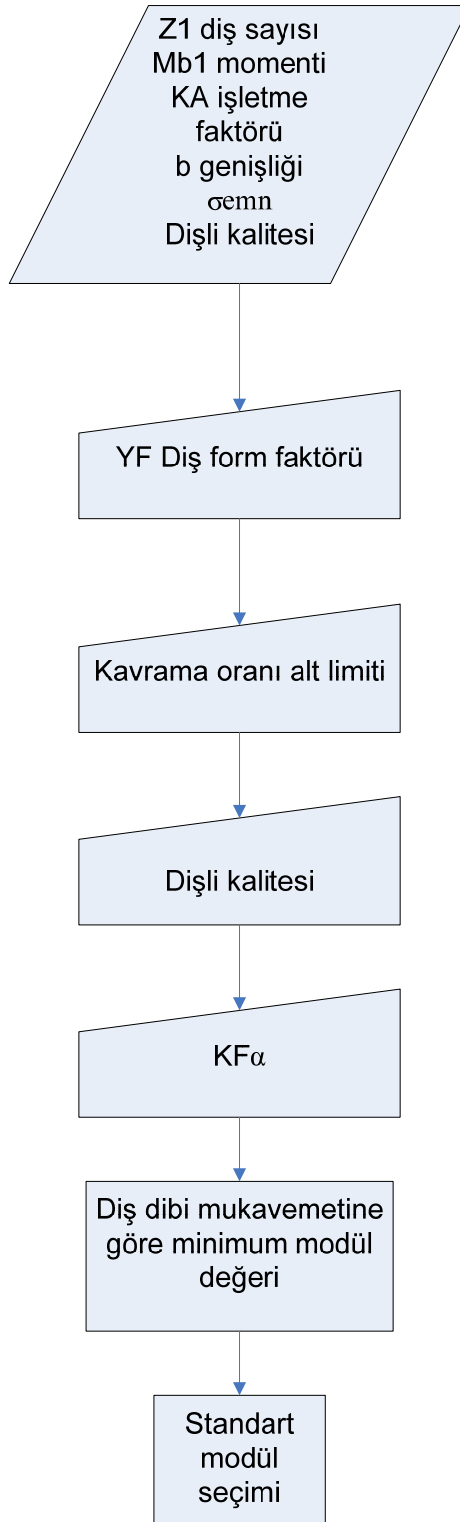 Z1 diş sayısı
Mb1 momenti
KA işletme
faktörü
b genişliği
σemn
Dişli kalitesi
YF Diş form faktörü
Kavrama oranı alt limiti
Dişli kalitesi
KFα
Diş dibi mukavemetine
göre minimum modül
değeri
Standart
modül
seçimi